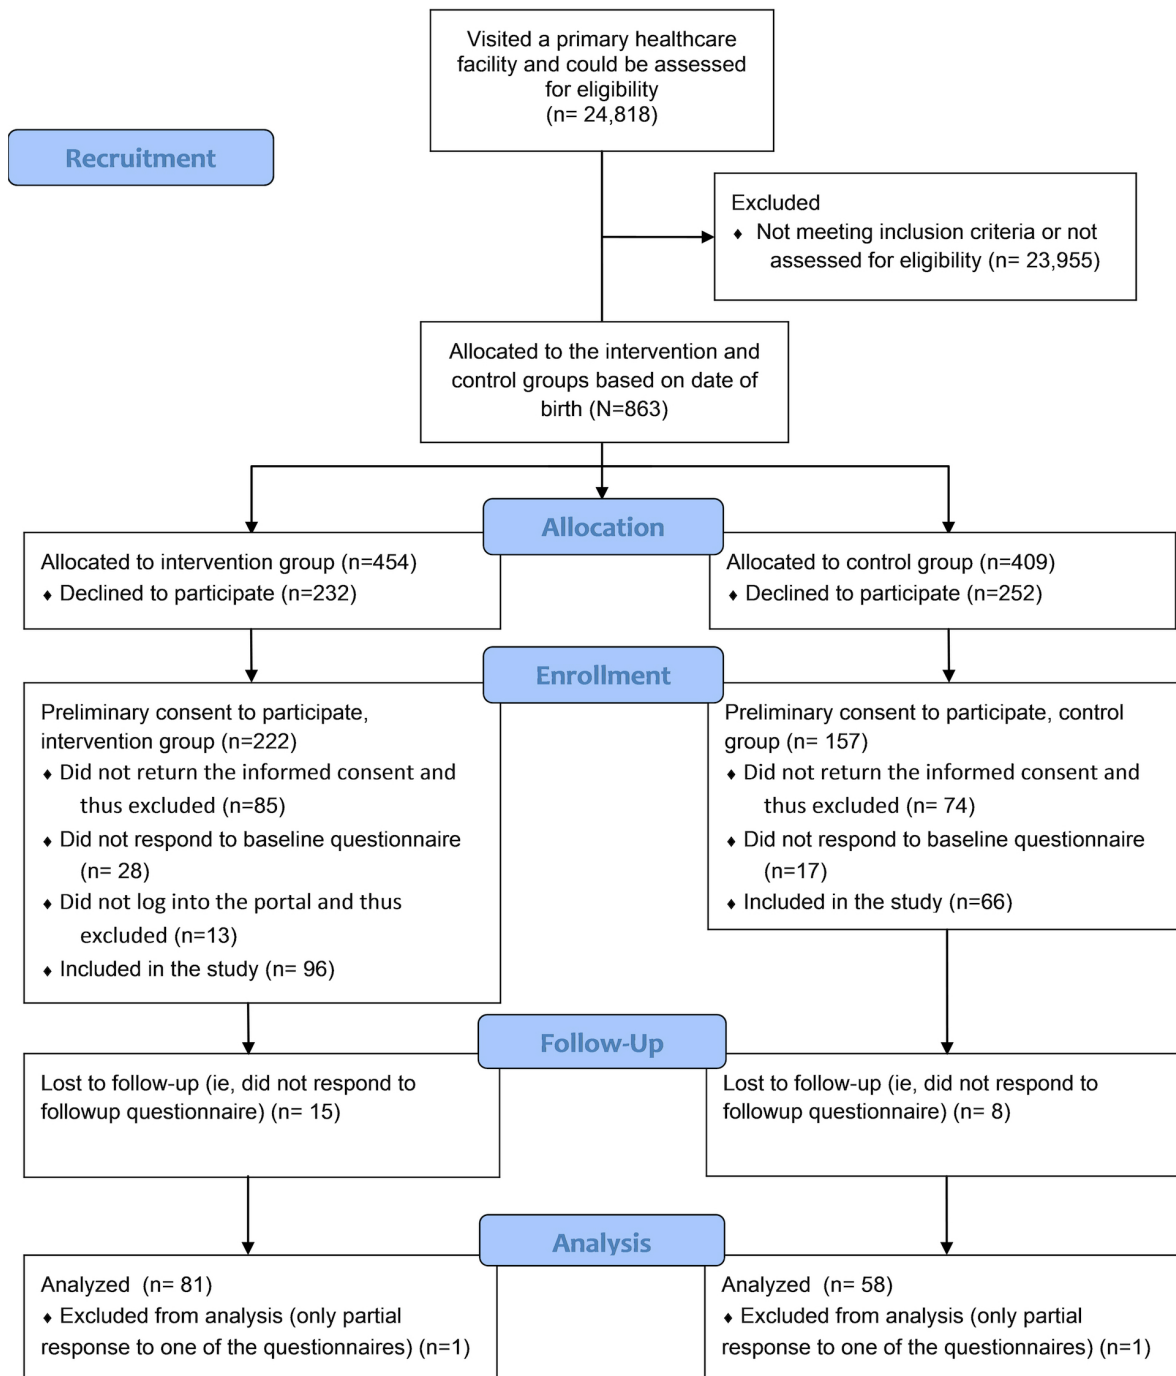 Visited a primary healthcare
facility and could be assessed
for eligibility
(n= 24,818)
Recruitment
Excluded
♦ Not meeting inclusion criteria or not
assessed for eligibility (n= 23,955)
Allocated to the intervention and
control groups based on date of
birth (N=863)
Allocation
Allocated to intervention group (n=454)
♦ Declined to participate (n=232)
Allocated to control group (n=409)
♦ Declined to participate (n=252)
Enrollment
Preliminary consent to participate,
intervention group (n=222)
♦ Did not return the informed consent and
thus excluded (n=85)
♦ Did not respond to baseline questionnaire
(n= 28)
♦ Did not log into the portal and thus
excluded (n=13)
♦ Included in the study (n= 96)
Preliminary consent to participate, control
group (n= 157)
♦ Did not return the informed consent and
thus excluded (n= 74)
♦ Did not respond to baseline questionnaire
(n=17)
♦ Included in the study (n=66)
Follow-Up
Lost to follow-up (ie, did not respond to
followup questionnaire) (n= 15)
Lost to follow-up (ie, did not respond to
followup questionnaire) (n= 8)
Analysis
Analyzed (n= 81)
♦ Excluded from analysis (only partial
response to one of the questionnaires) (n=1)
Analyzed (n= 58)
♦ Excluded from analysis (only partial
response to one of the questionnaires) (n=1)